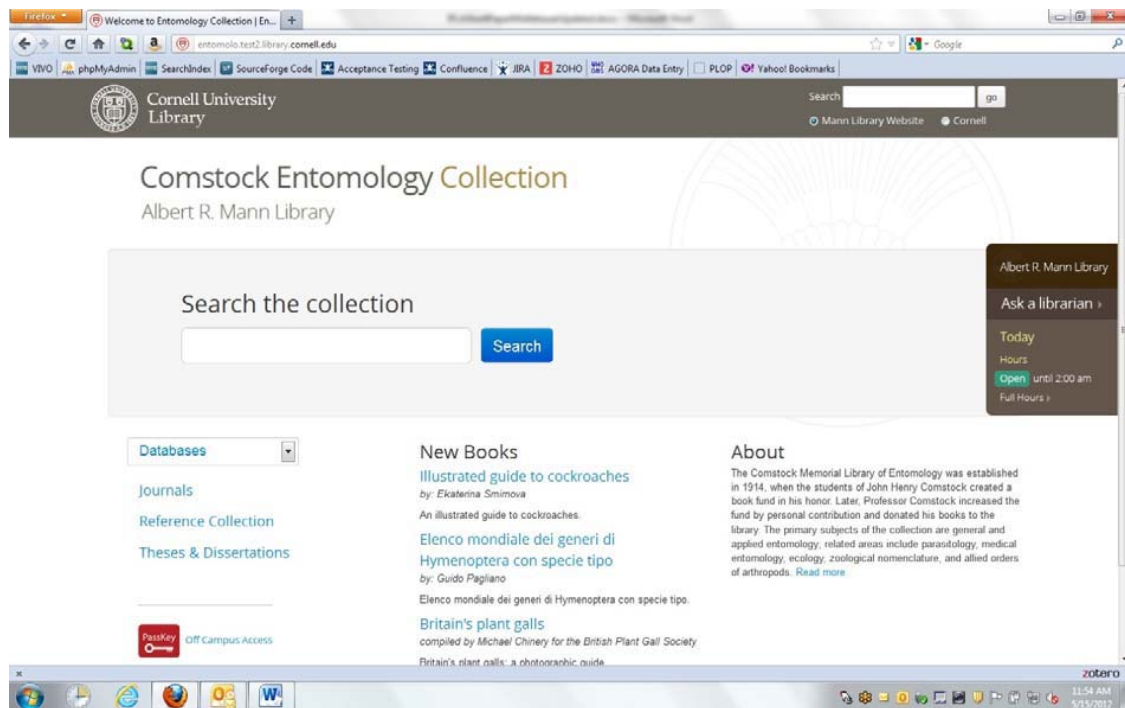 Firefox
Welcome to Entomology Collection | En...
entomolo.test2.library.cornell.edu
Google
VIVO phpMyAdmin SearchIndex SourceForge Code Acceptance Testing Confluence JIRA ZOHO AGORA Data Entry PLOP Yahoo! Bookmarks
Cornell University
Library
Search
go
Mann Library Website Cornell
Comstock Entomology Collection
Albert R. Mann Library
Albert R. Mann Library
Search the collection
Ask a librarian
Search
Today
Hours
Open until 2:00 am
Full Hours
Databases
Journals
Reference Collection
Theses & Dissertations
PassKey
Off Campus Access
New Books
Illustrated guide to cockroaches
by: Ekaterina Smirnova
An illustrated guide to cockroaches.
Elenco mondiale dei generi di
Hymenoptera con specie tipo
by: Guido Pagliano
Elenco mondiale dei generi di Hymenoptera con specie tipo.
Britain's plant galls
compiled by Michael Chinery for the British Plant Gall Society
Britain's plant galls: a photographic guide
About
The Comstock Memorial Library of Entomology was established
in 1914, when the students of John Henry Comstock created a
book fund in his honor. Later, Professor Comstock increased the
fund by personal contribution and donated his books to the
library. The primary subjects of the collection are general and
applied entomology; related areas include parasitology, medical
entomology, ecology, zoological nomenclature, and allied orders
of arthropods. Read more
zotero
11:54 AM
5/15/2012